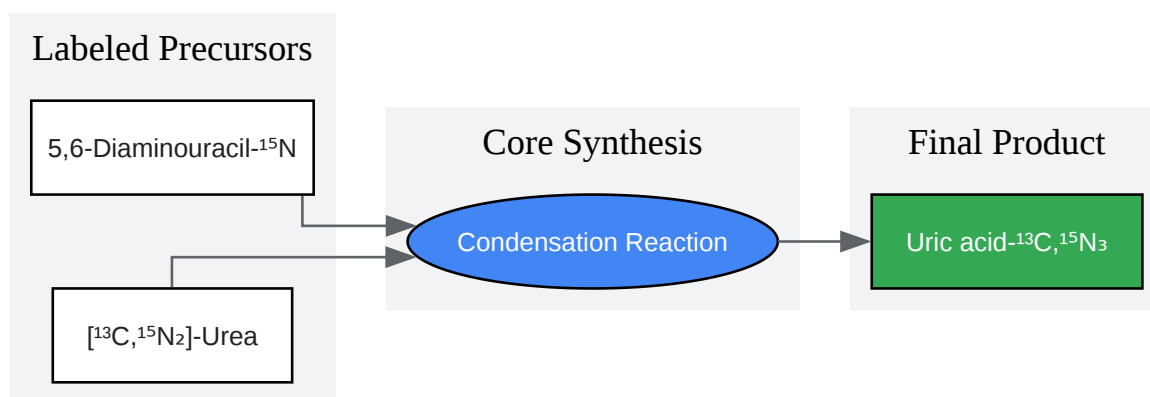 Labeled Precursors
5,6-Diaminouracil-¹⁵N
[¹³C,¹⁵N₂]-Urea
Core Synthesis
Condensation Reaction
Final Product
Uric acid-¹³C,¹⁵N₃